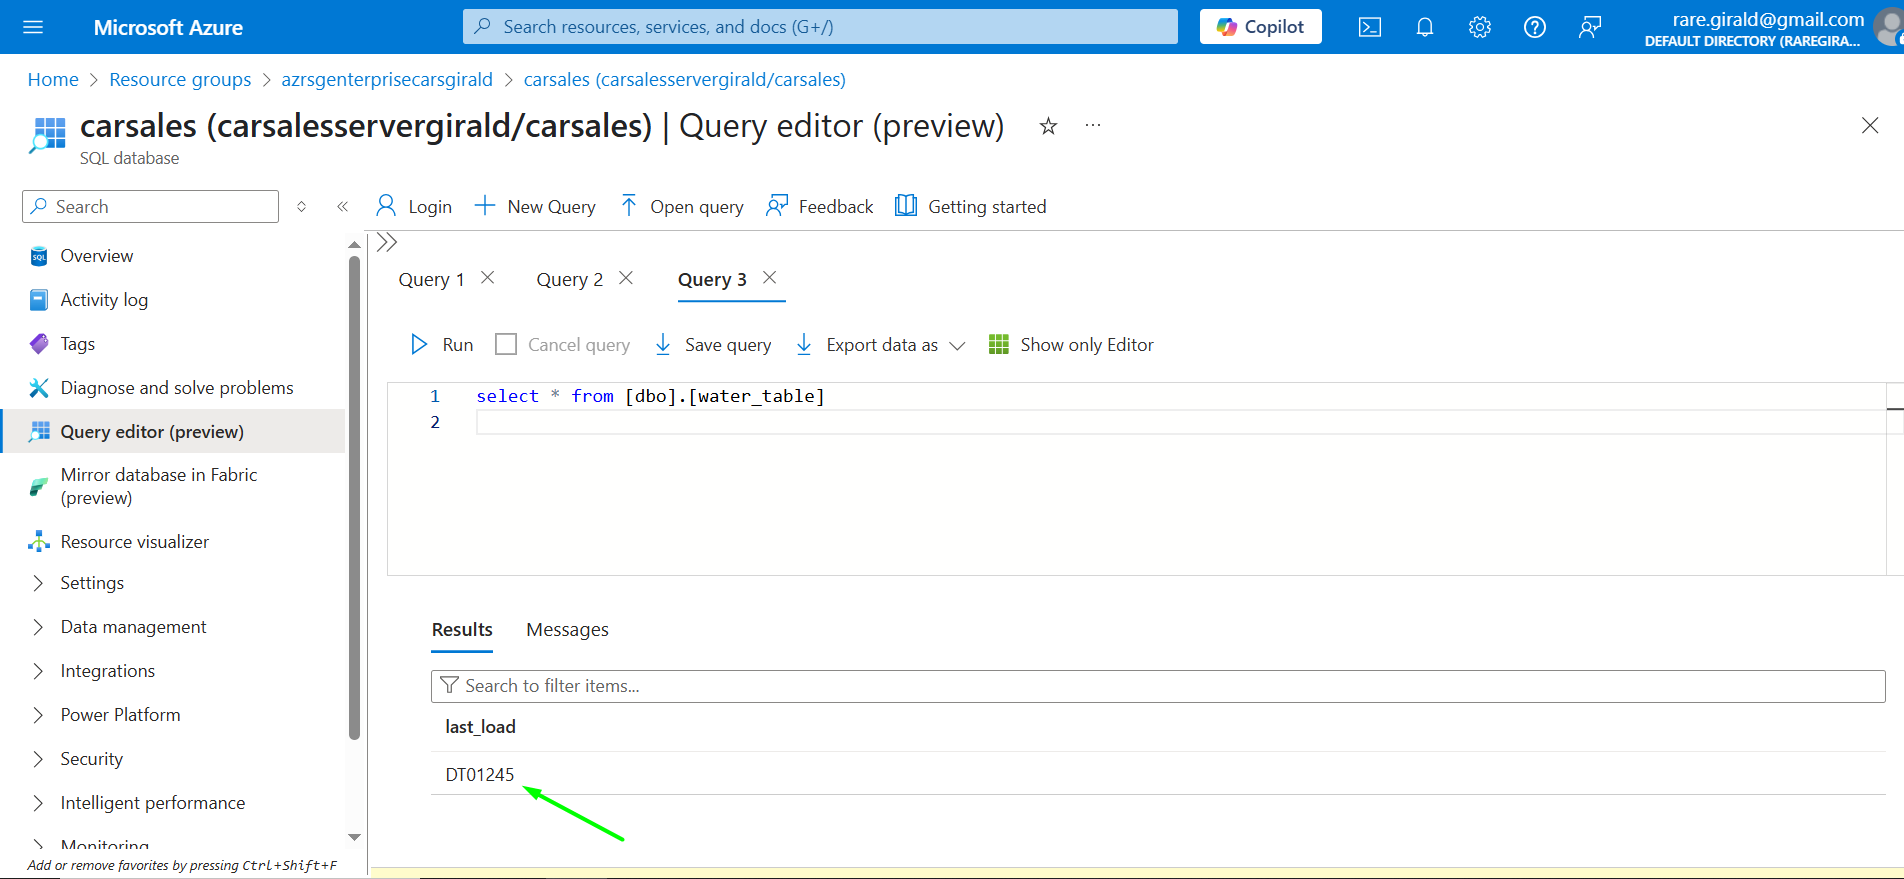 Microsoft Azure
Search resources, services, and docs (G+/)
Copilot
rare.girald@gmail.com
DEFAULT DIRECTORY (RAREGIRA...
Home > Resource groups > azrsgenterprisecarsgirald > carsales (carsalesservergirald/carsales)
carsales (carsalesservergirald/carsales) | Query editor (preview)
SQL database
Search
Login
New Query
Open query
Feedback
Getting started
Overview
Activity log
Tags
Diagnose and solve problems
Query editor (preview)
Mirror database in Fabric
(preview)
Resource visualizer
Settings
Data management
Integrations
Power Platform
Security
Intelligent performance
Monitoring
Add or remove favorites by pressing Ctrl+Shift+F
Query 1
Query 2
Query 3
Run
Cancel query
Save query
Export data as
Show only Editor
1 select * from [dbo].[water_table]
2
Results
Messages
Search to filter items...
last_load
DT01245